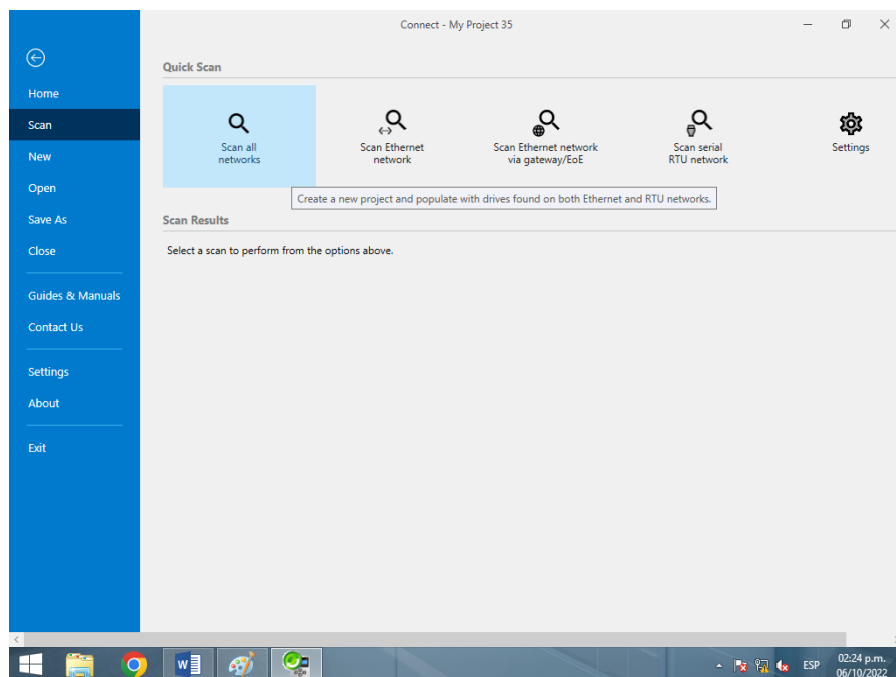 Connect - My Project 35
Home
Scan
New
Open
Save As
Close
Guides & Manuals
Contact Us
Settings
About
Exit
Quick Scan
Scan all
networks
Scan Ethernet
network
Scan Ethernet network
via gateway/EoE
Scan serial
RTU network
Settings
Create a new project and populate with drives found on both Ethernet and RTU networks.
Scan Results
Select a scan to perform from the options above.
W
ESP
02:24 p.m.
06/10/2022